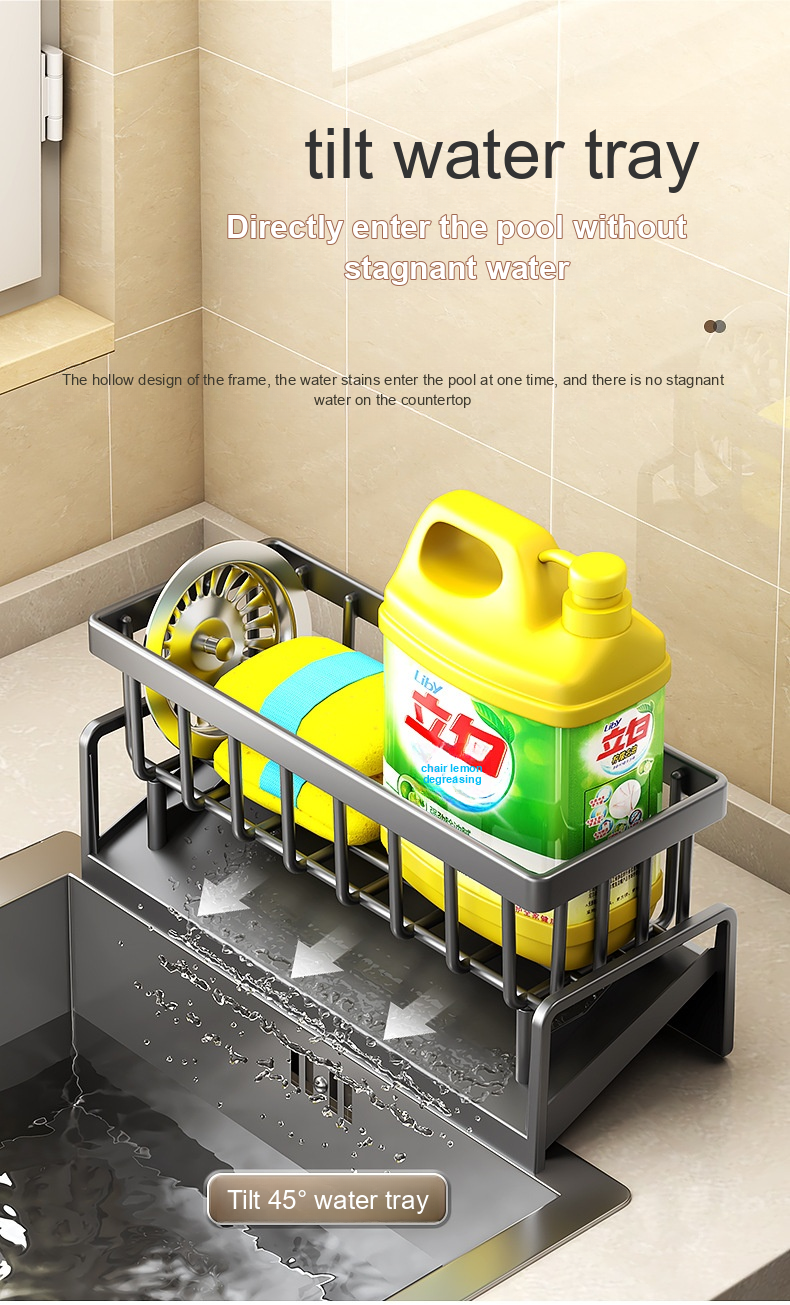 tilt water tray
Directly enter the pool without
stagnant water
The hollow design of the frame, the water stains enter the pool at one time, and there is no stagnant
water on the countertop
Liby
立白
chair lemon
degreasing
Liby
立白
Tilt 45° water tray